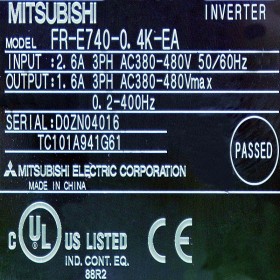 MITSUBISHI INVERTER
MODEL FR-E740-0.4K-EA
INPUT :2.6A 3PH AC380-480V 50/60Hz
OUTPUT:1.6A 3PH AC380-480Vmax
0.2-400Hz
SERIAL:D0ZN04016
TC101A941G61
PASSED
MITSUBISHI ELECTRIC CORPORATION
MADE IN CHINA
C UL US LISTED CE
IND. CONT. EQ.
88R2